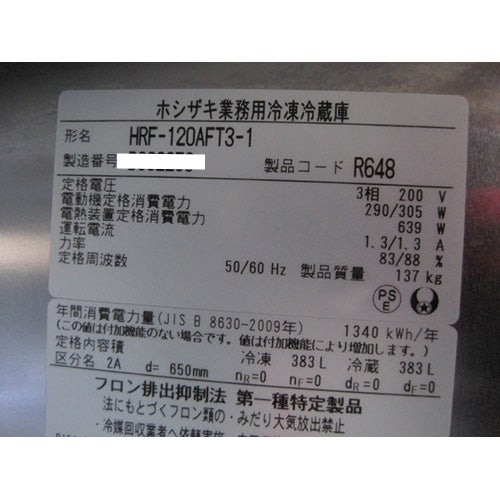 ホシザキ業務用冷凍冷蔵庫
形名 HRF-120AFT3-1
製造番号 製品コード R648
定格電圧 3相 200 V
電動機定格消費電力 290/305 W
電熱装置定格消費電力 639 W
運転電流 1.3/1.3 A
力率 83/88 %
定格周波数 50/60 Hz 製品質量 137 kg
PS
E
年間消費電力量(JIS B 8630-2009年) 1340 kWh/年
(この値は付加機能のない場合です。値は付加機能により増加します。)
定格内容積 冷凍 383L 冷蔵 383L
区分名 2A d= 650mm nR=0 nF=0 dR=0 dF=0
フロン排出抑制法 第一種特定製品
法にもとづくフロン類の・みだり大気放出禁止
・冷媒回収業者へ依頼実施